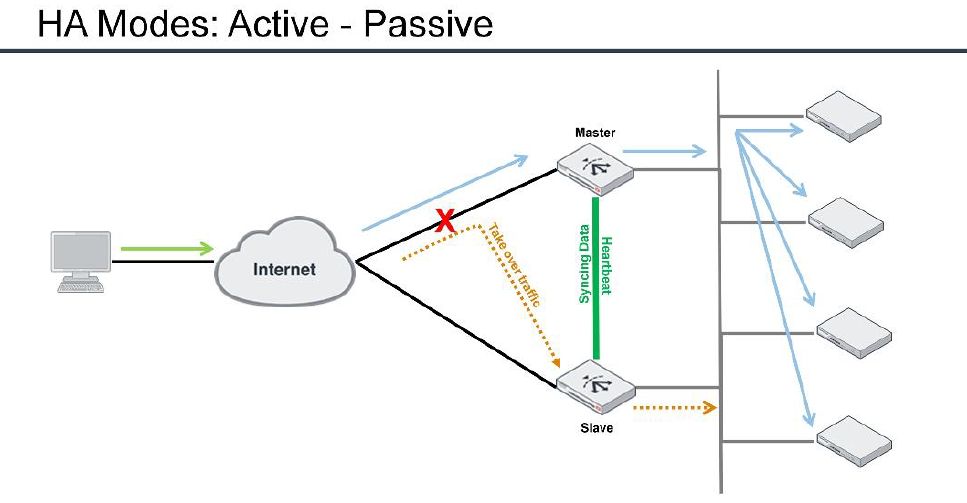 HA Modes: Active - Passive
Master
X
Take over traffic
Syncing Data
Heartbeat
Internet
Slave